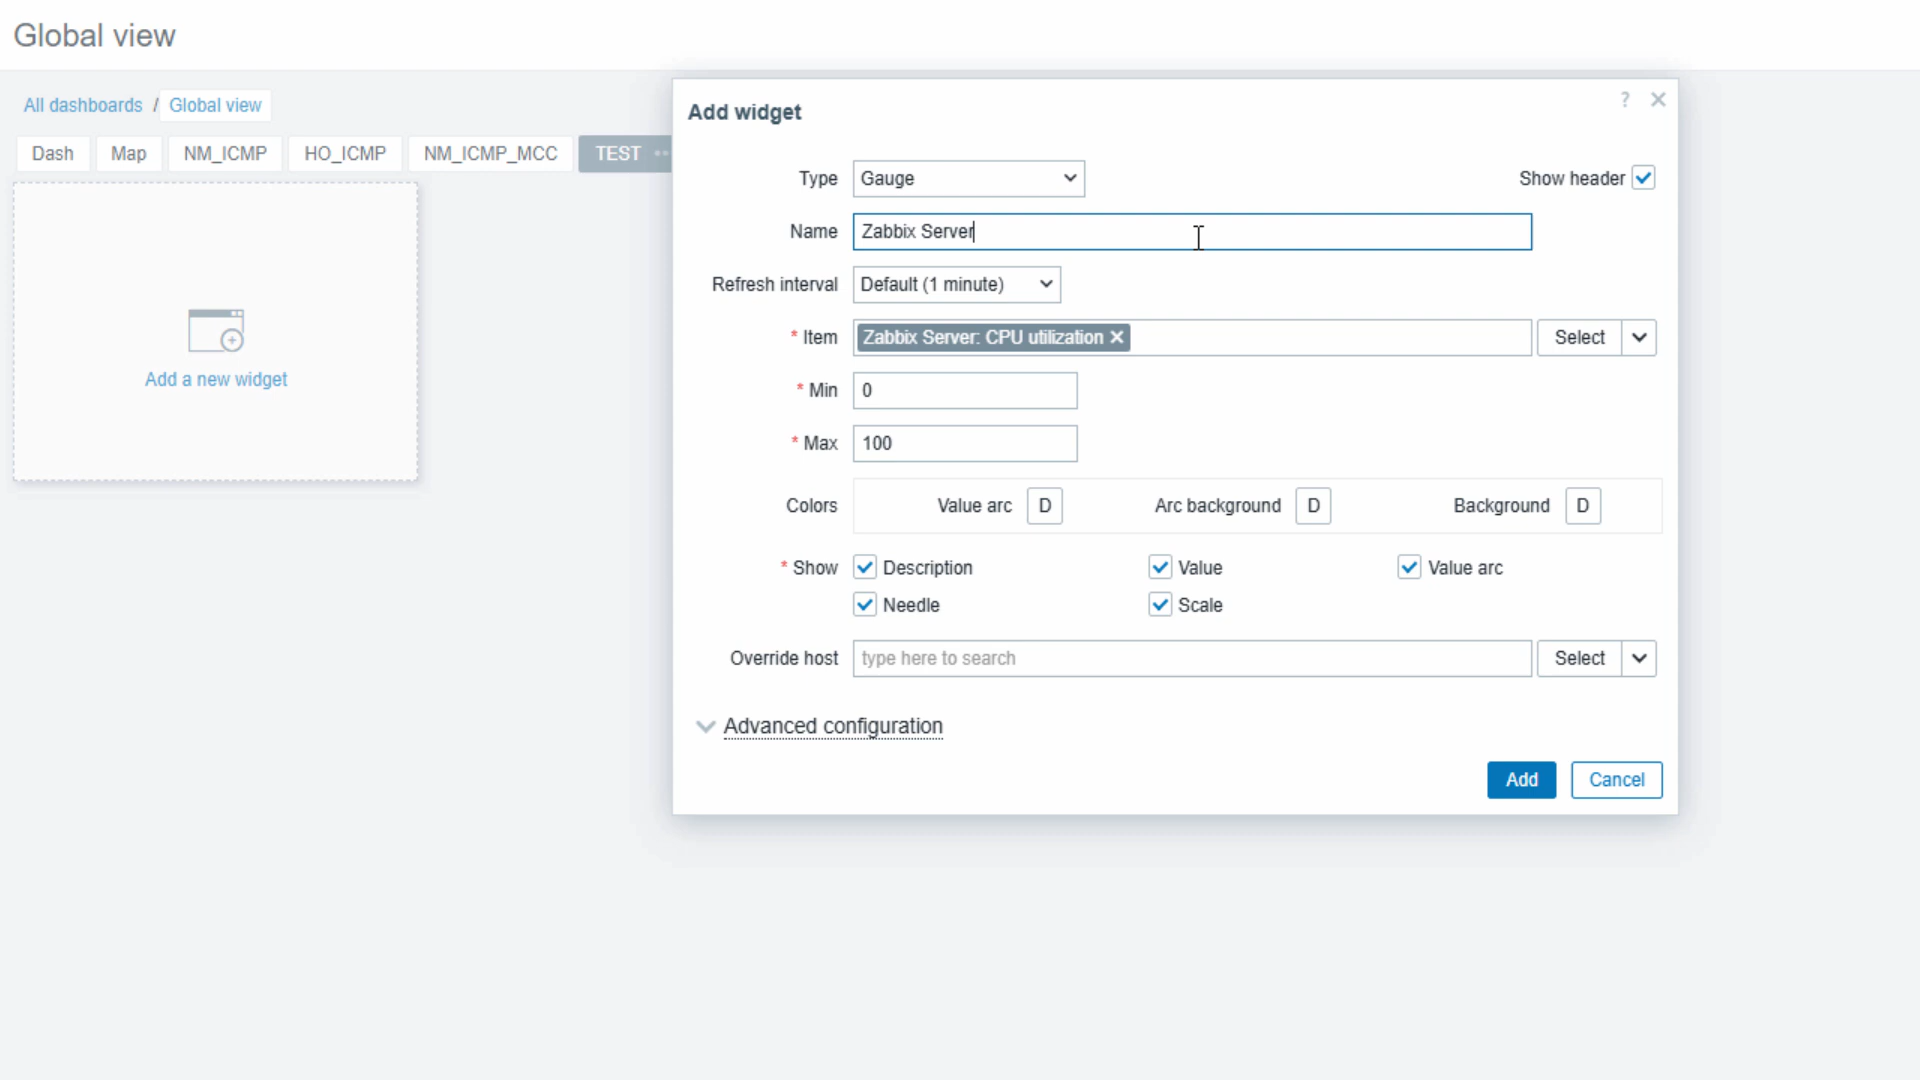 Global view
All dashboards / Global view
Dash Map NM_ICMP HO_ICMP NM_ICMP_MCC TEST
Add a new widget
Add widget
?
Type Gauge Show header
Name Zabbix Server
Refresh interval Default (1 minute)
* Item Zabbix Server: CPU utilization Select
* Min 0
* Max 100
Colors Value arc D Arc background D Background D
* Show Description Value Value arc
Needle Scale
Override host type here to search Select
Advanced configuration
Add Cancel